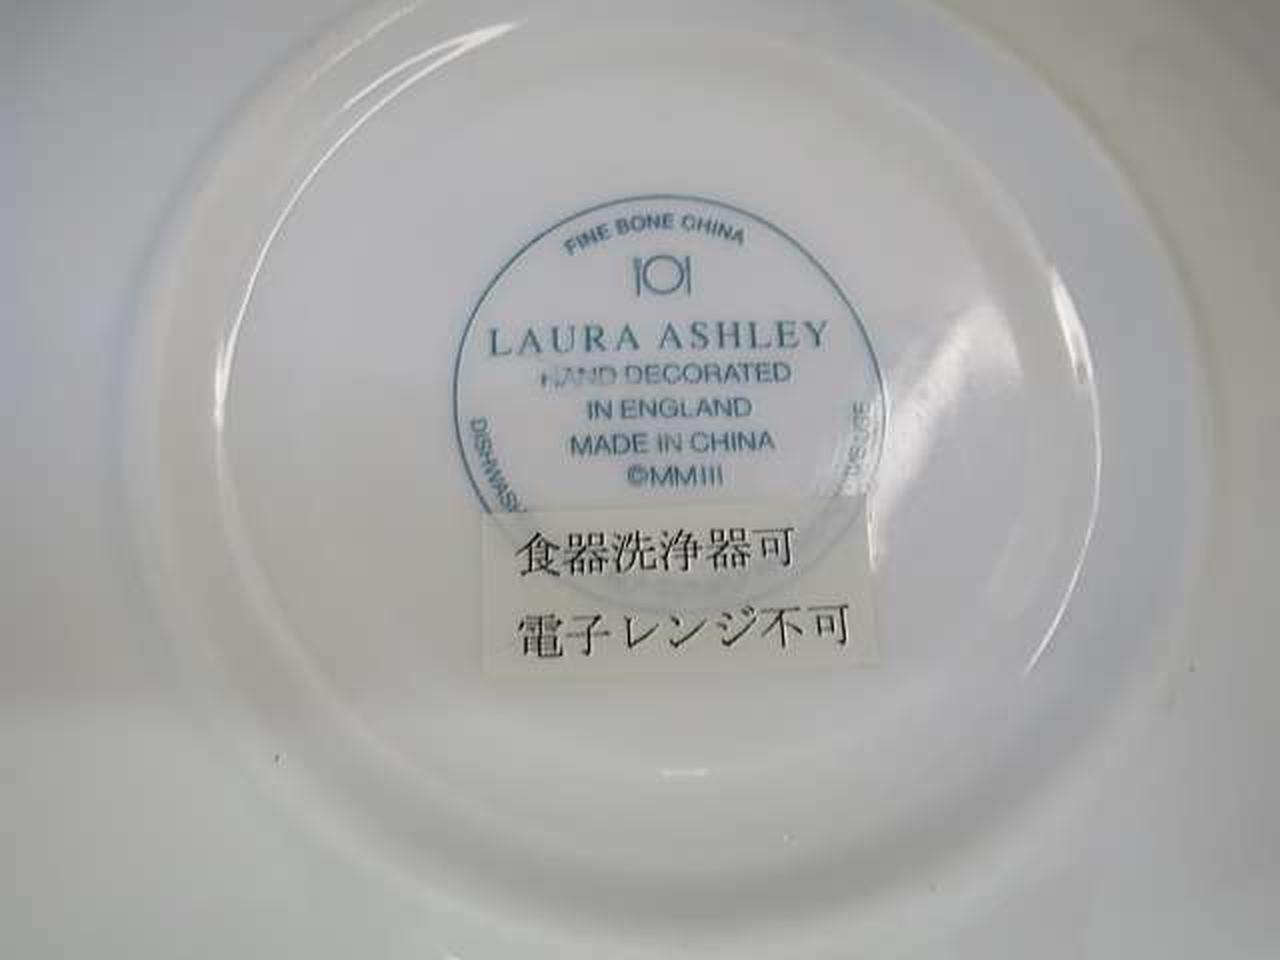 FINE BONE CHINA
LAURA ASHLEY
HAND DECORATED
IN ENGLAND
MADE IN CHINA
©MMIII
食器洗浄器可
電子レンジ不可